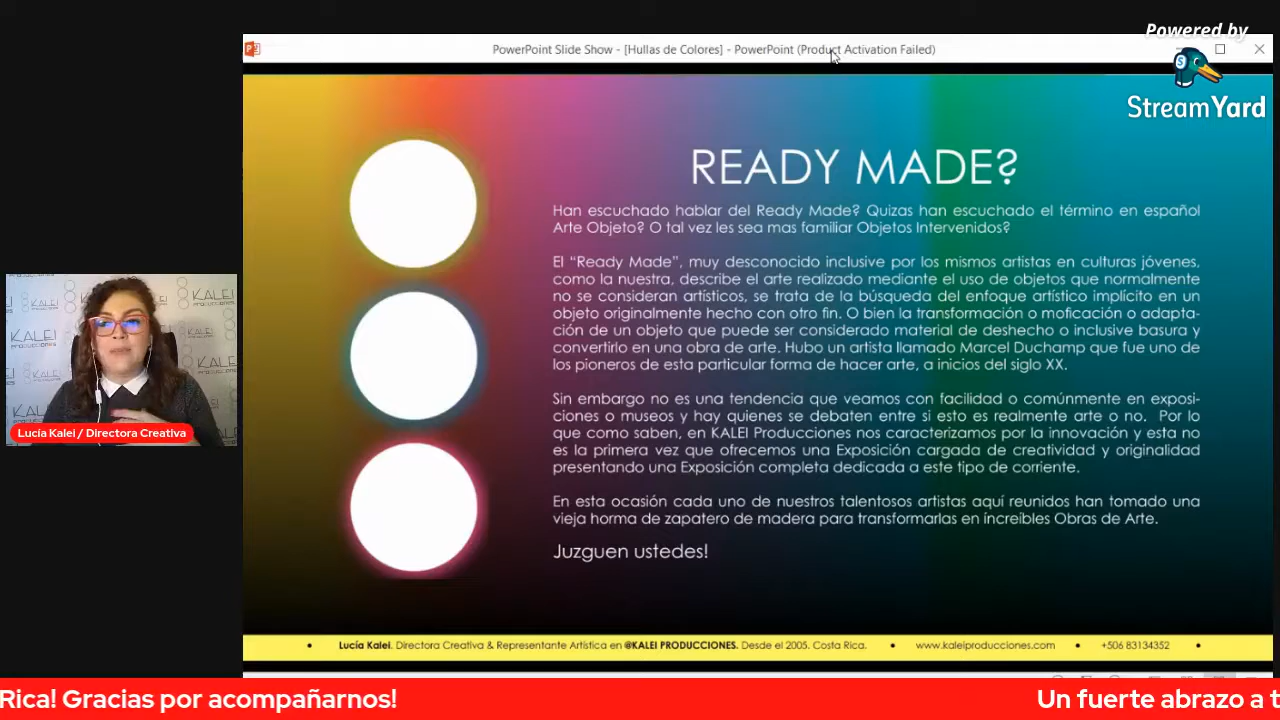 Powered by
StreamYard
PowerPoint Slide Show - [Hullas de Colores] - PowerPoint (Product Activation Failed)
READY MADE?
Han escuchado hablar del Ready Made? Quizas han escuchado el término en español
Arte Objeto? O tal vez les sea mas familiar Objetos Intervenidos?
El “Ready Made”, muy desconocido inclusive por los mismos artistas en culturas jóvenes,
como la nuestra, describe el arte realizado mediante el uso de objetos que normalmente
no se consideran artísticos, se trata de la búsqueda del enfoque artístico implícito en un
objeto originalmente hecho con otro fin. O bien la transformación o moficación o adapta-
ción de un objeto que puede ser considerado material de deshecho o inclusive basura y
convertirlo en una obra de arte. Hubo un artista llamado Marcel Duchamp que fue uno de
los pioneros de esta particular forma de hacer arte, a inicios del siglo XX.
Sin embargo no es una tendencia que veamos con facilidad o comúnmente en exposi-
ciones o museos y hay quienes se debaten entre si esto es realmente arte o no. Por lo
que como saben, en KALEI Producciones nos caracterizamos por la innovación y esta no
es la primera vez que ofrecemos una Exposición cargada de creatividad y originalidad
presentando una Exposición completa dedicada a este tipo de corriente.
En esta ocasión cada uno de nuestros talentosos artistas aquí reunidos han tomado una
vieja horma de zapatero de madera para transformarlas en íncreíbles Obras de Arte.
Juzguen ustedes!
KALEI
Producciones
Lucía Kalei / Directora Creativa
• Lucía Kalei. Directora Creativa & Representante Artística en @KALEI PRODUCCIONES. Desde el 2005. Costa Rica. • www.kaleiproducciones.com • +506 83134352 •
Rica! Gracias por acompañarnos! Un fuerte abrazo a t